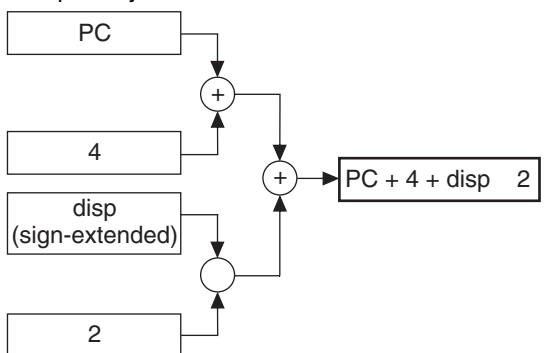 PC
+
4
+
PC + 4 + disp 2
disp
(sign-extended)
2